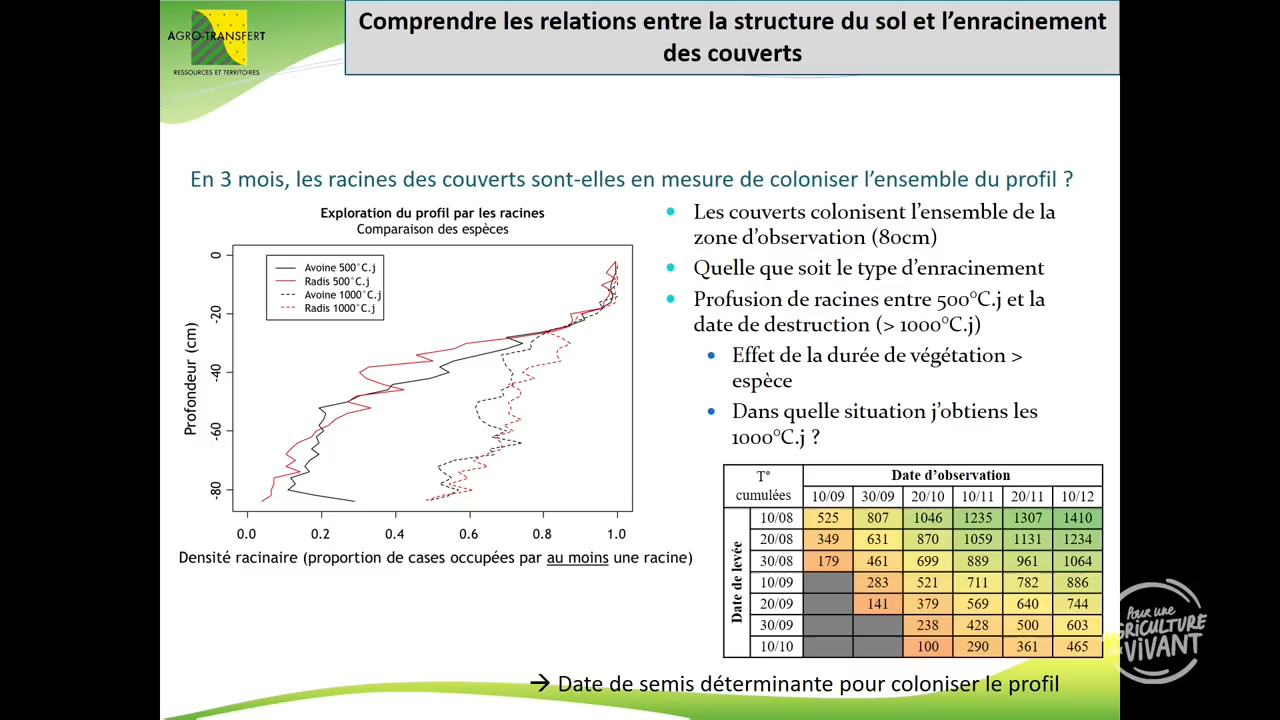 AGRO-TRANSFERT
RESSOURCES ET TERRITOIRES
Comprendre les relations entre la structure du sol et l'enracinement
des couverts
En 3 mois, les racines des couverts sont-elles en mesure de coloniser l'ensemble du profil ?
Exploration du profil par les racines
Comparaison des espèces
Avoine 500°C.j
Radis 500°C.j
Avoine 1000°C.j
Radis 1000°C.j
Profondeur (cm)
0
-20
-40
-60
-80
0.0 0.2 0.4 0.6 0.8 1.0
Densité racinaire (proportion de cases occupées par au moins une racine)
• Les couverts colonisent l'ensemble de la
zone d'observation (80cm)
• Quelle que soit le type d'enracinement
• Profusion de racines entre 500°C.j et la
date de destruction (> 1000°C.j)
• Effet de la durée de végétation >
espèce
• Dans quelle situation j'obtiens les
1000°C.j ?
T° cumulées Date d'observation
10/09 30/09 20/10 10/11 20/11 10/12
Date de levée
10/08 525 807 1046 1235 1307 1410
20/08 349 631 870 1059 1131 1234
30/08 179 461 699 889 961 1064
10/09 283 521 711 782 886
20/09 141 379 569 640 744
30/09 238 428 500 603
10/10 100 290 361 465
→ Date de semis déterminante pour coloniser le profil
Pour une
AGRICULTURE
du VIVANT